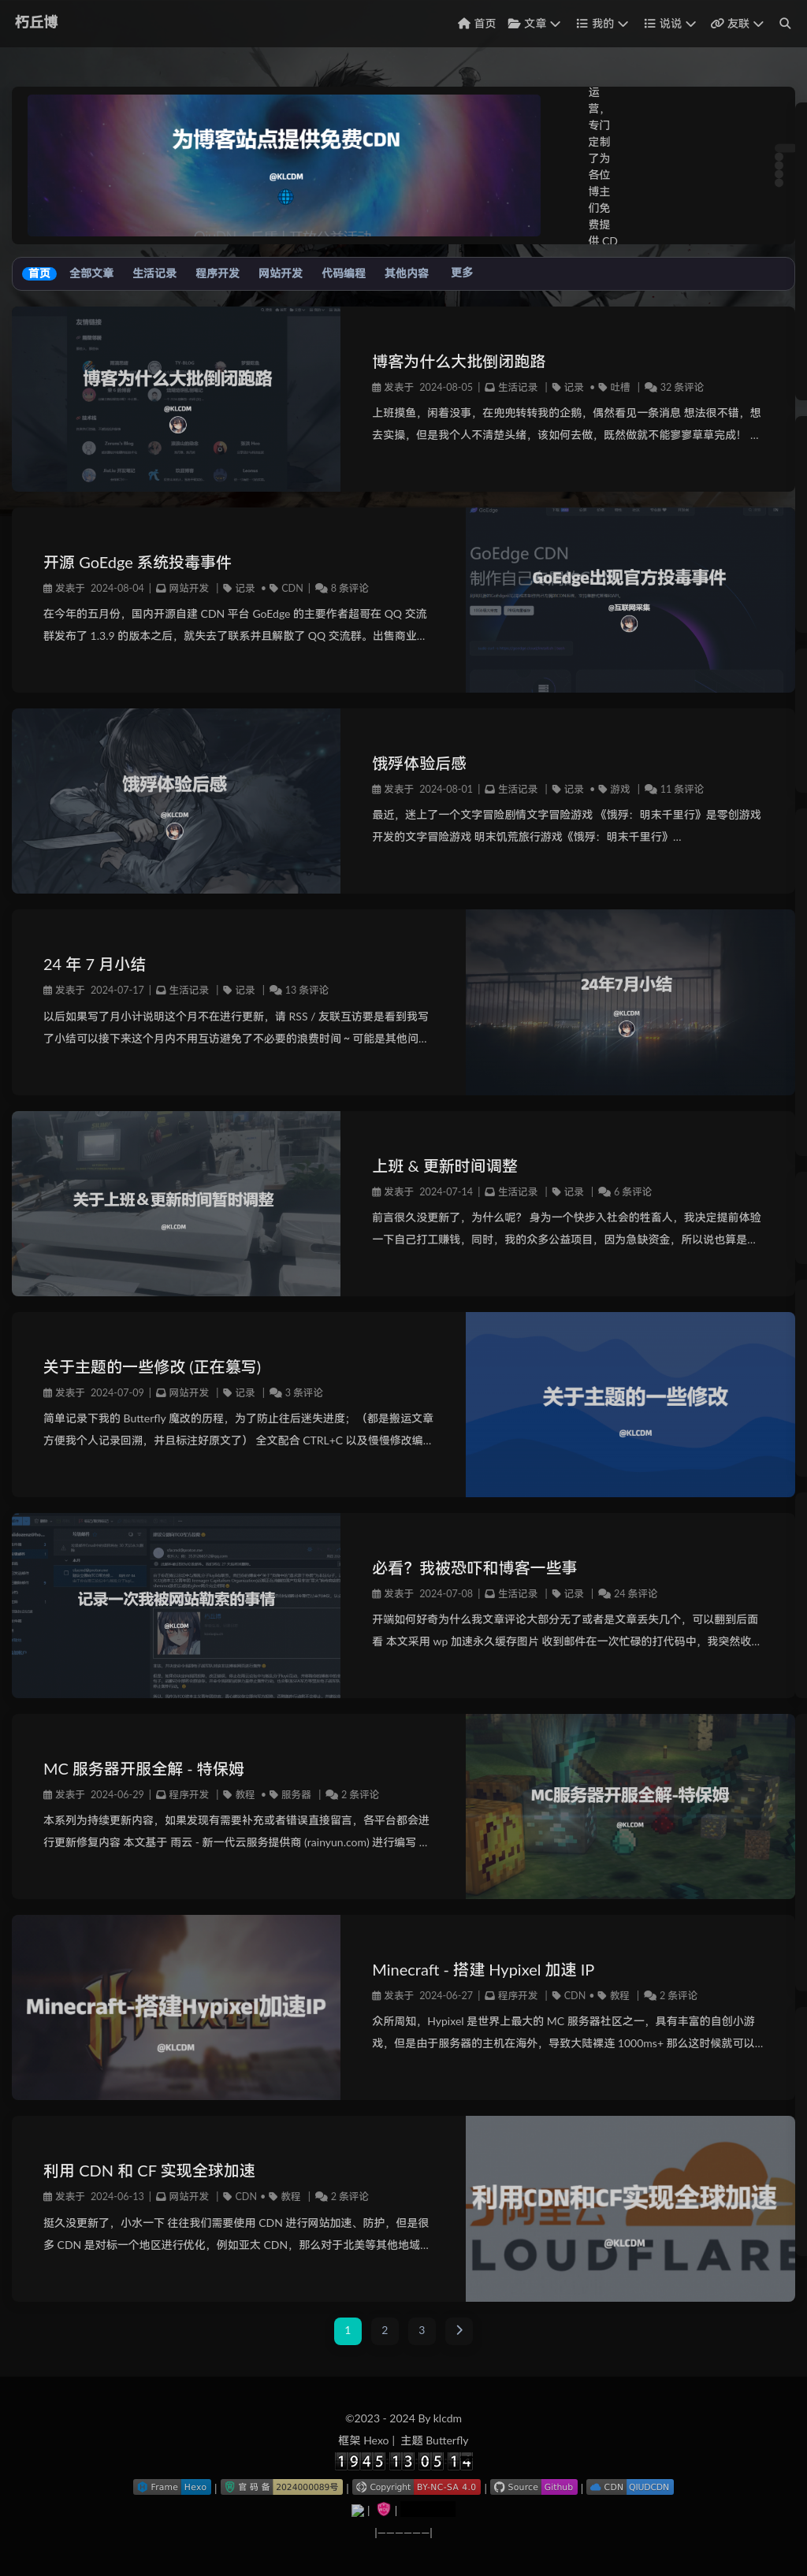 朽丘博
首页 文章 我的 说说 友联
为博客站点提供免费CDN
@KLCDM
运
营，
专门
定制
了为
各位
博主
们免
费提
供 CD
首页 全部文章 生活记录 程序开发 网站开发 代码编程 其他内容 更多
博客为什么大批倒闭跑路
@KLCDM
博客为什么大批倒闭跑路
发表于 2024-08-05 | 生活记录 | 记录 • 吐槽 | 32 条评论
上班摸鱼，闲着没事，在兜兜转转我的企鹅，偶然看见一条消息 想法很不错，想
去实操，但是我个人不清楚头绪，该如何去做，既然做就不能寥寥草草完成！ ...
开源 GoEdge 系统投毒事件
发表于 2024-08-04 | 网站开发 | 记录 • CDN | 8 条评论
在今年的五月份，国内开源自建 CDN 平台 GoEdge 的主要作者超哥在 QQ 交流
群发布了 1.3.9 的版本之后，就失去了联系并且解散了 QQ 交流群。出售商业...
GoEdge
GoEdge CDN
GoEdge出现官方投毒事件
@互联网采集
饿殍体验后感
@KLCDM
饿殍体验后感
发表于 2024-08-01 | 生活记录 | 记录 • 游戏 | 11 条评论
最近，迷上了一个文字冒险剧情文字冒险游戏 《饿殍：明末千里行》是零创游戏
开发的文字冒险游戏 明末饥荒旅行游戏《饿殍：明末千里行》...
24 年 7 月小结
发表于 2024-07-17 | 生活记录 | 记录 | 13 条评论
以后如果写了月小计说明这个月不在进行更新，请 RSS / 友联互访要是看到我写
了小结可以接下来这个月内不用互访避免了不必要的浪费时间 ~ 可能是其他问...
24年7月小结
@KLCDM
关于上班&更新时间暂时调整
@KLCDM
上班 & 更新时间调整
发表于 2024-07-14 | 生活记录 | 记录 | 6 条评论
前言很久没更新了，为什么呢？ 身为一个快步入社会的牲畜人，我决定提前体验
一下自己打工赚钱，同时，我的众多公益项目，因为急缺资金，所以说也算是...
关于主题的一些修改 (正在篡写)
发表于 2024-07-09 | 网站开发 | 记录 | 3 条评论
简单记录下我的 Butterfly 魔改的历程，为了防止往后迷失进度；（都是搬运文章
方便我个人记录回溯，并且标注好原文了） 全文配合 CTRL+C 以及慢慢修改编...
关于主题的一些修改
@KLCDM
记录一次我被网站勒索的事情
@KLCDM
必看？我被恐吓和博客一些事
发表于 2024-07-08 | 生活记录 | 记录 | 24 条评论
开端如何好奇为什么我文章评论大部分无了或者是文章丢失几个，可以翻到后面
看 本文采用 wp 加速永久缓存图片 收到邮件在一次忙碌的打代码中，我突然收...
MC 服务器开服全解 - 特保姆
发表于 2024-06-29 | 程序开发 | 教程 • 服务器 | 2 条评论
本系列为持续更新内容，如果发现有需要补充或者错误直接留言，各平台都会进
行更新修复内容 本文基于 雨云 - 新一代云服务提供商 (rainyun.com) 进行编写 ...
MC服务器开服全解-特保姆
@KLCDM
Minecraft-搭建Hypixel加速IP
@KLCDM
Minecraft - 搭建 Hypixel 加速 IP
发表于 2024-06-27 | 程序开发 | CDN • 教程 | 2 条评论
众所周知，Hypixel 是世界上最大的 MC 服务器社区之一，具有丰富的自创小游
戏，但是由于服务器的主机在海外，导致大陆裸连 1000ms+ 那么这时候就可以...
利用 CDN 和 CF 实现全球加速
发表于 2024-06-13 | 网站开发 | CDN • 教程 | 2 条评论
挺久没更新了，小水一下 往往我们需要使用 CDN 进行网站加速、防护，但是很
多 CDN 是对标一个地区进行优化，例如亚太 CDN，那么对于北美等其他地域...
阿里云
利用CDN和CF实现全球加速
CLOUDFLARE
@KLCDM
1 2 3
©2023 - 2024 By klcdm
框架 Hexo | 主题 Butterfly
1945 13 05 14
Frame Hexo | 官 码 备 2024000089号 | Copyright BY-NC-SA 4.0 | Source Github | CDN QIUDCDN
| |
|——————|